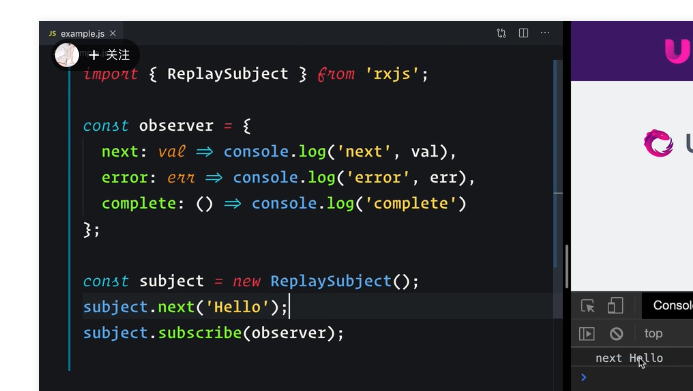 JS example.js ×
+ 关注
import { ReplaySubject } from 'rxjs';
const observer = {
next: val => console.log('next', val),
error: err => console.log('error', err),
complete: () => console.log('complete')
};
const subject = new ReplaySubject();
subject.next('Hello');
subject.subscribe(observer);
U
U
Conso
top
next Hello